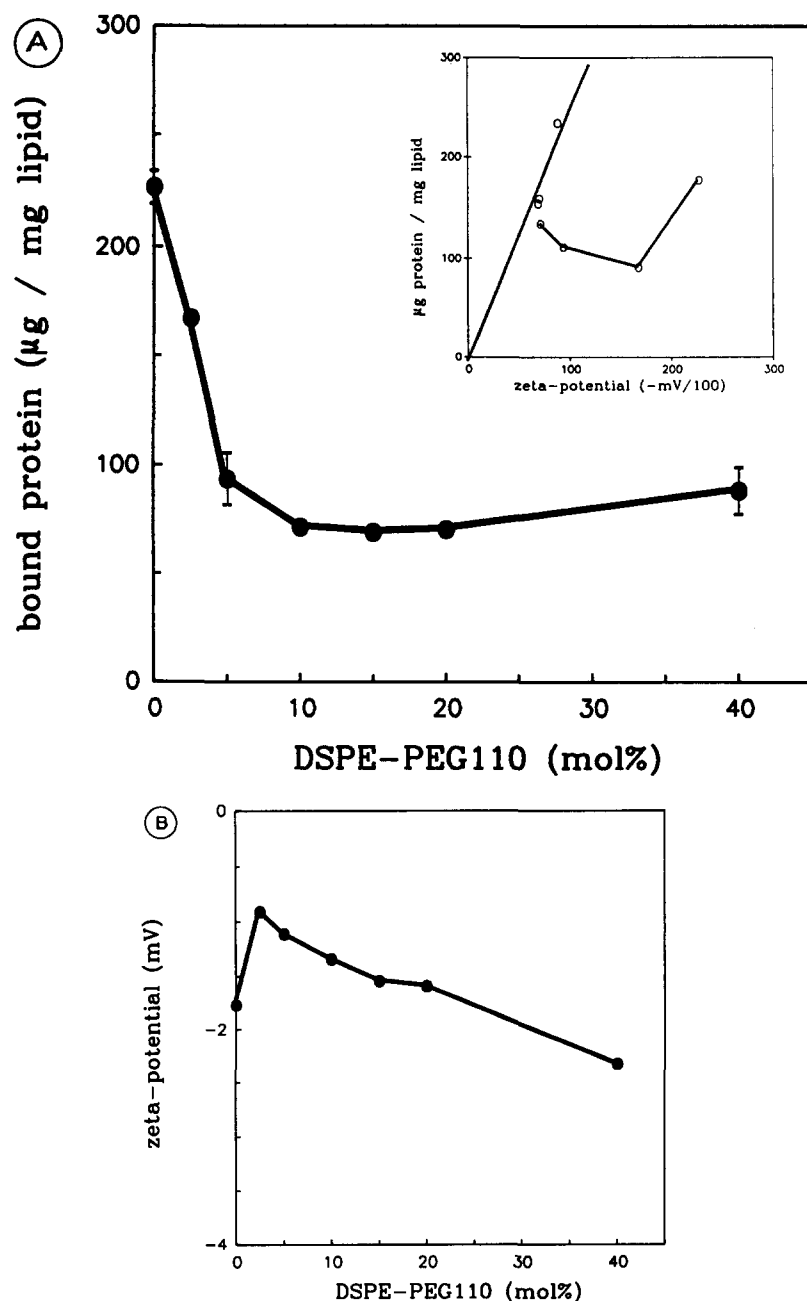 A
300
200
100
0
bound protein (µg / mg lipid)
0 10 20 30 40
DSPE-PEG110 (mol%)
300
200
100
0
µg protein / mg lipid
100 200 300
zeta-potential (-mV/100)
B
0
-2
-4
zeta-potential (mV)
0 10 20 30 40
DSPE-PEG110 (mol%)